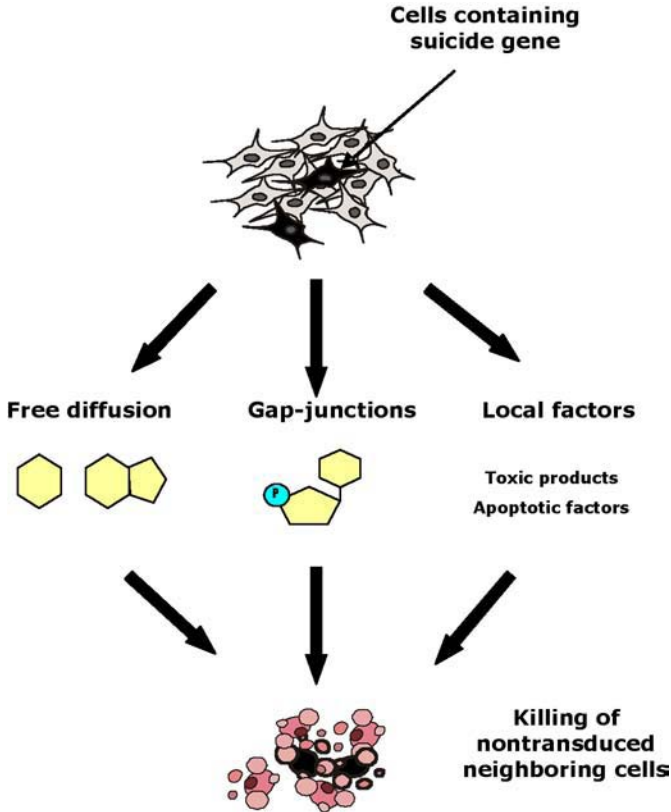 Cells containing
suicide gene
Free diffusion
Gap-junctions
Local factors
P
Toxic products
Apoptotic factors
Killing of
nontransduced
neighboring cells